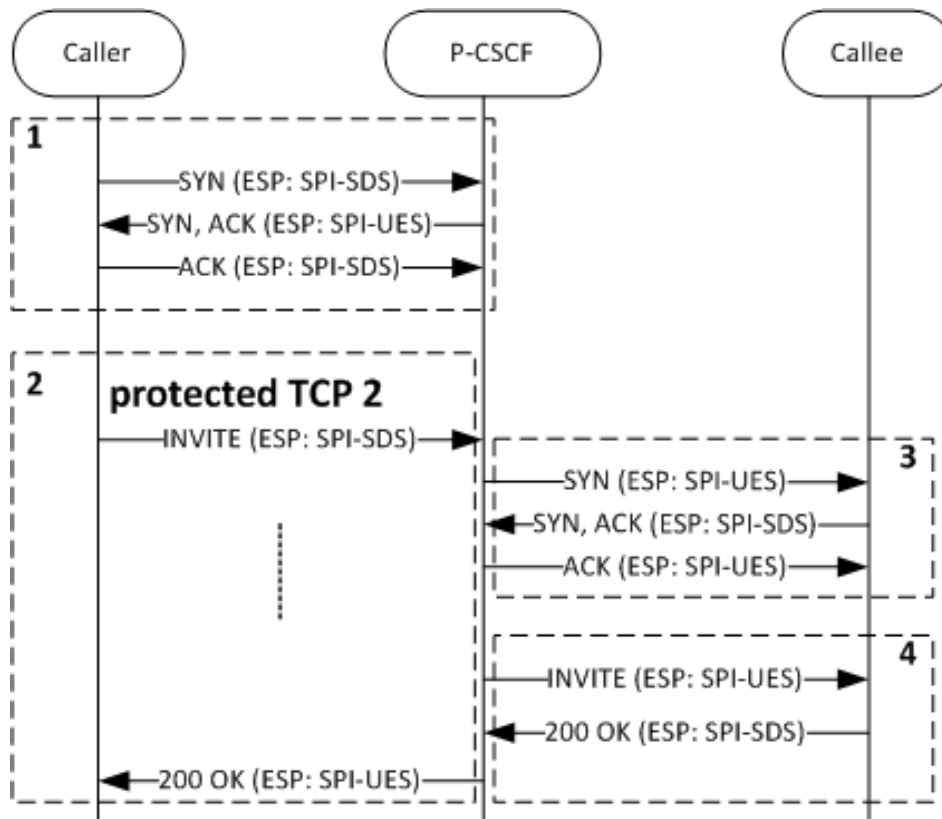 Caller
P-CSCF
Callee
1
SYN (ESP: SPI-SDS)
SYN, ACK (ESP: SPI-UES)
ACK (ESP: SPI-SDS)
2
protected TCP 2
INVITE (ESP: SPI-SDS)
3
SYN (ESP: SPI-UES)
SYN, ACK (ESP: SPI-SDS)
ACK (ESP: SPI-UES)
4
INVITE (ESP: SPI-UES)
200 OK (ESP: SPI-SDS)
200 OK (ESP: SPI-UES)